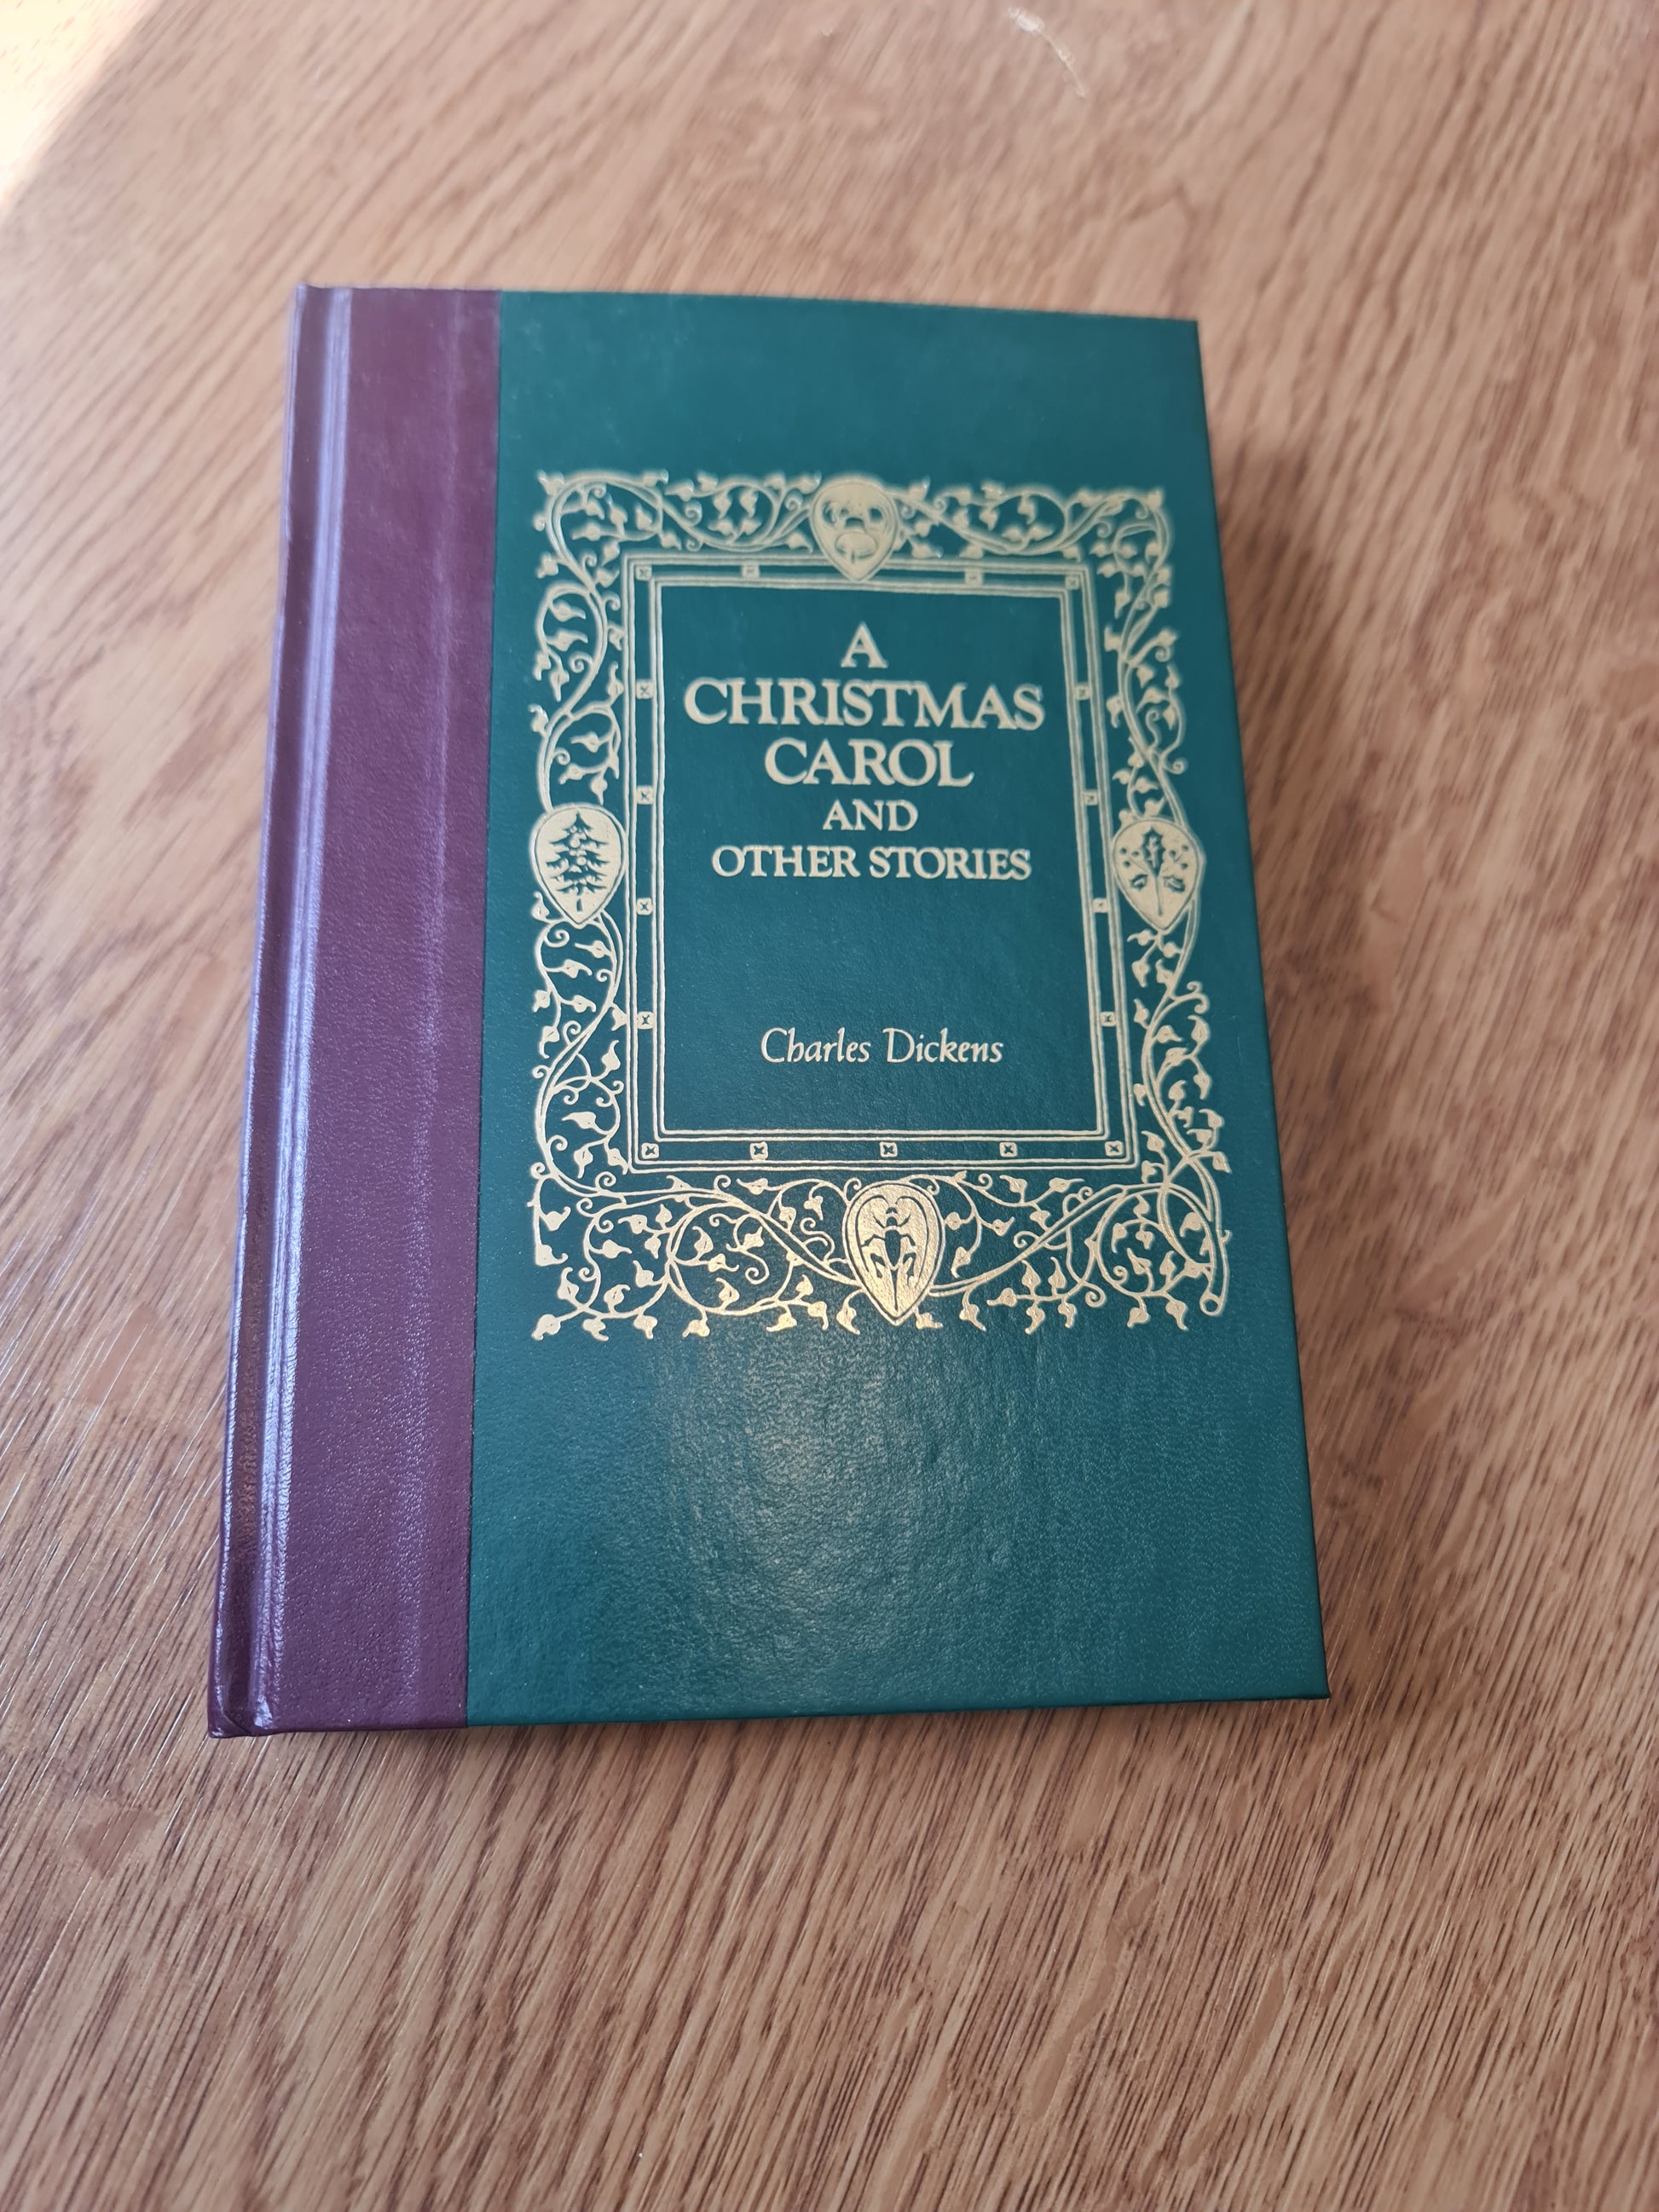 A
CHRISTMAS
CAROL
AND
OTHER STORIES
Charles Dickens